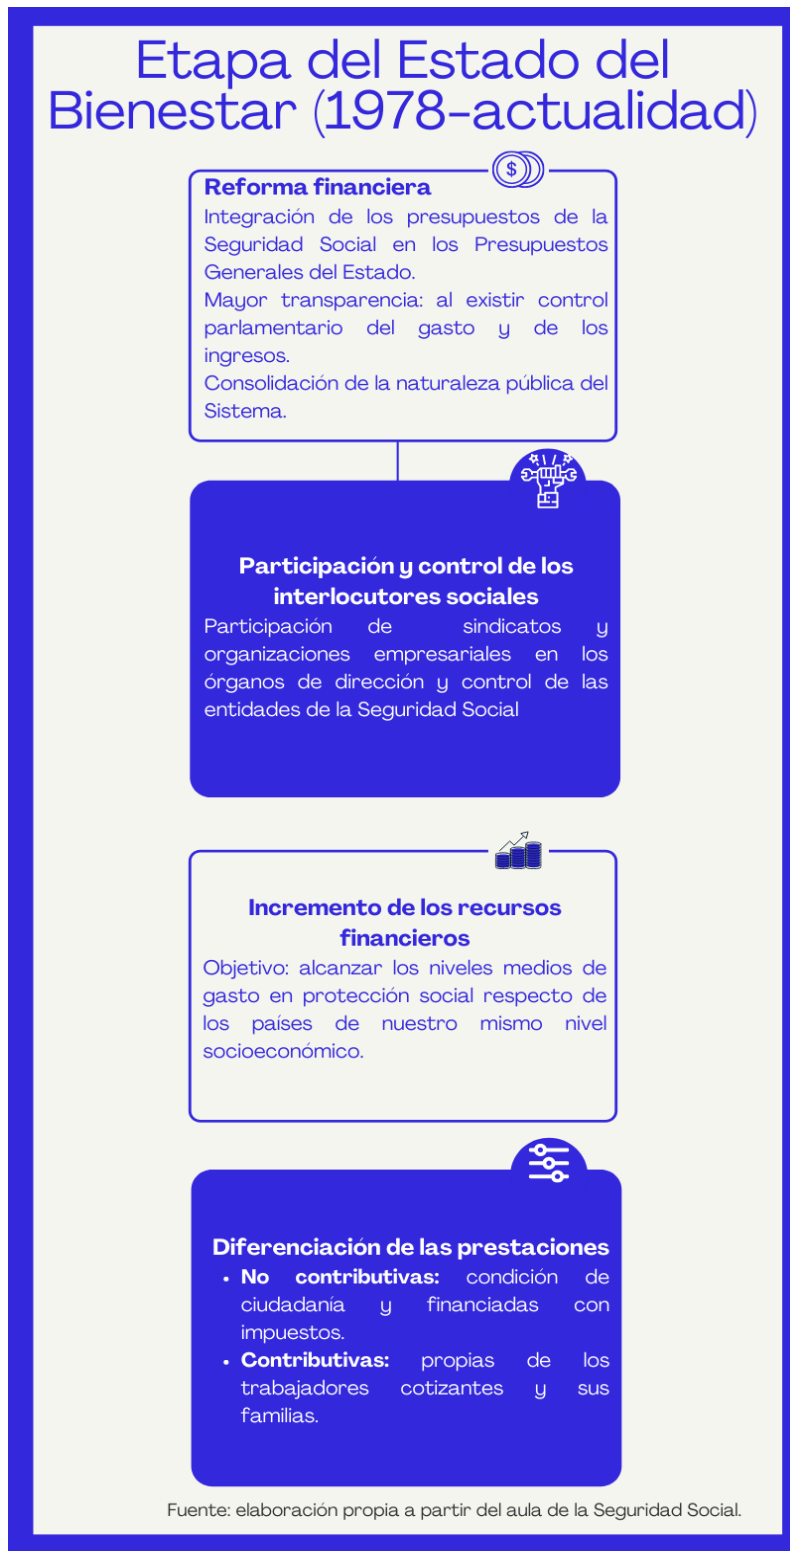 Etapa del Estado del
Bienestar (1978-actualidad)
$
Reforma financiera
Integración de los presupuestos de la
Seguridad Social en los Presupuestos
Generales del Estado.
Mayor transparencia: al existir control
parlamentario del gasto y de los
ingresos.
Consolidación de la naturaleza pública del
Sistema.
Participación y control de los
interlocutores sociales
Participación de sindicatos y
organizaciones empresariales en los
órganos de dirección y control de las
entidades de la Seguridad Social
Incremento de los recursos
financieros
Objetivo: alcanzar los niveles medios de
gasto en protección social respecto de
los países de nuestro mismo nivel
socioeconómico.
Diferenciación de las prestaciones
• No contributivas: condición de
ciudadanía y financiadas con
impuestos.
• Contributivas: propias de los
trabajadores cotizantes y sus
familias.
Fuente: elaboración propia a partir del aula de la Seguridad Social.